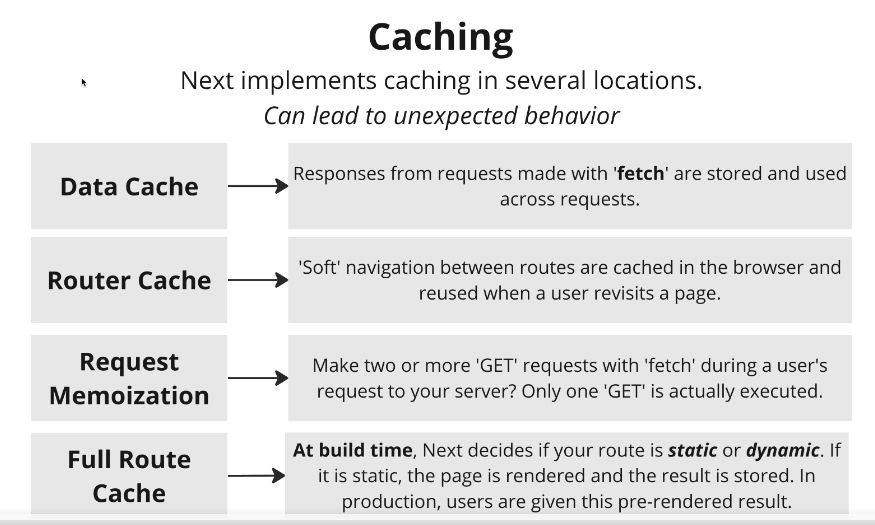 Caching
Next implements caching in several locations.
Can lead to unexpected behavior
Data Cache
Responses from requests made with 'fetch' are stored and used
across requests.
Router Cache
'Soft' navigation between routes are cached in the browser and
reused when a user revisits a page.
Request
Memoization
Make two or more 'GET' requests with 'fetch' during a user's
request to your server? Only one 'GET' is actually executed.
Full Route
Cache
At build time, Next decides if your route is static or dynamic. If
it is static, the page is rendered and the result is stored. In
production, users are given this pre-rendered result.